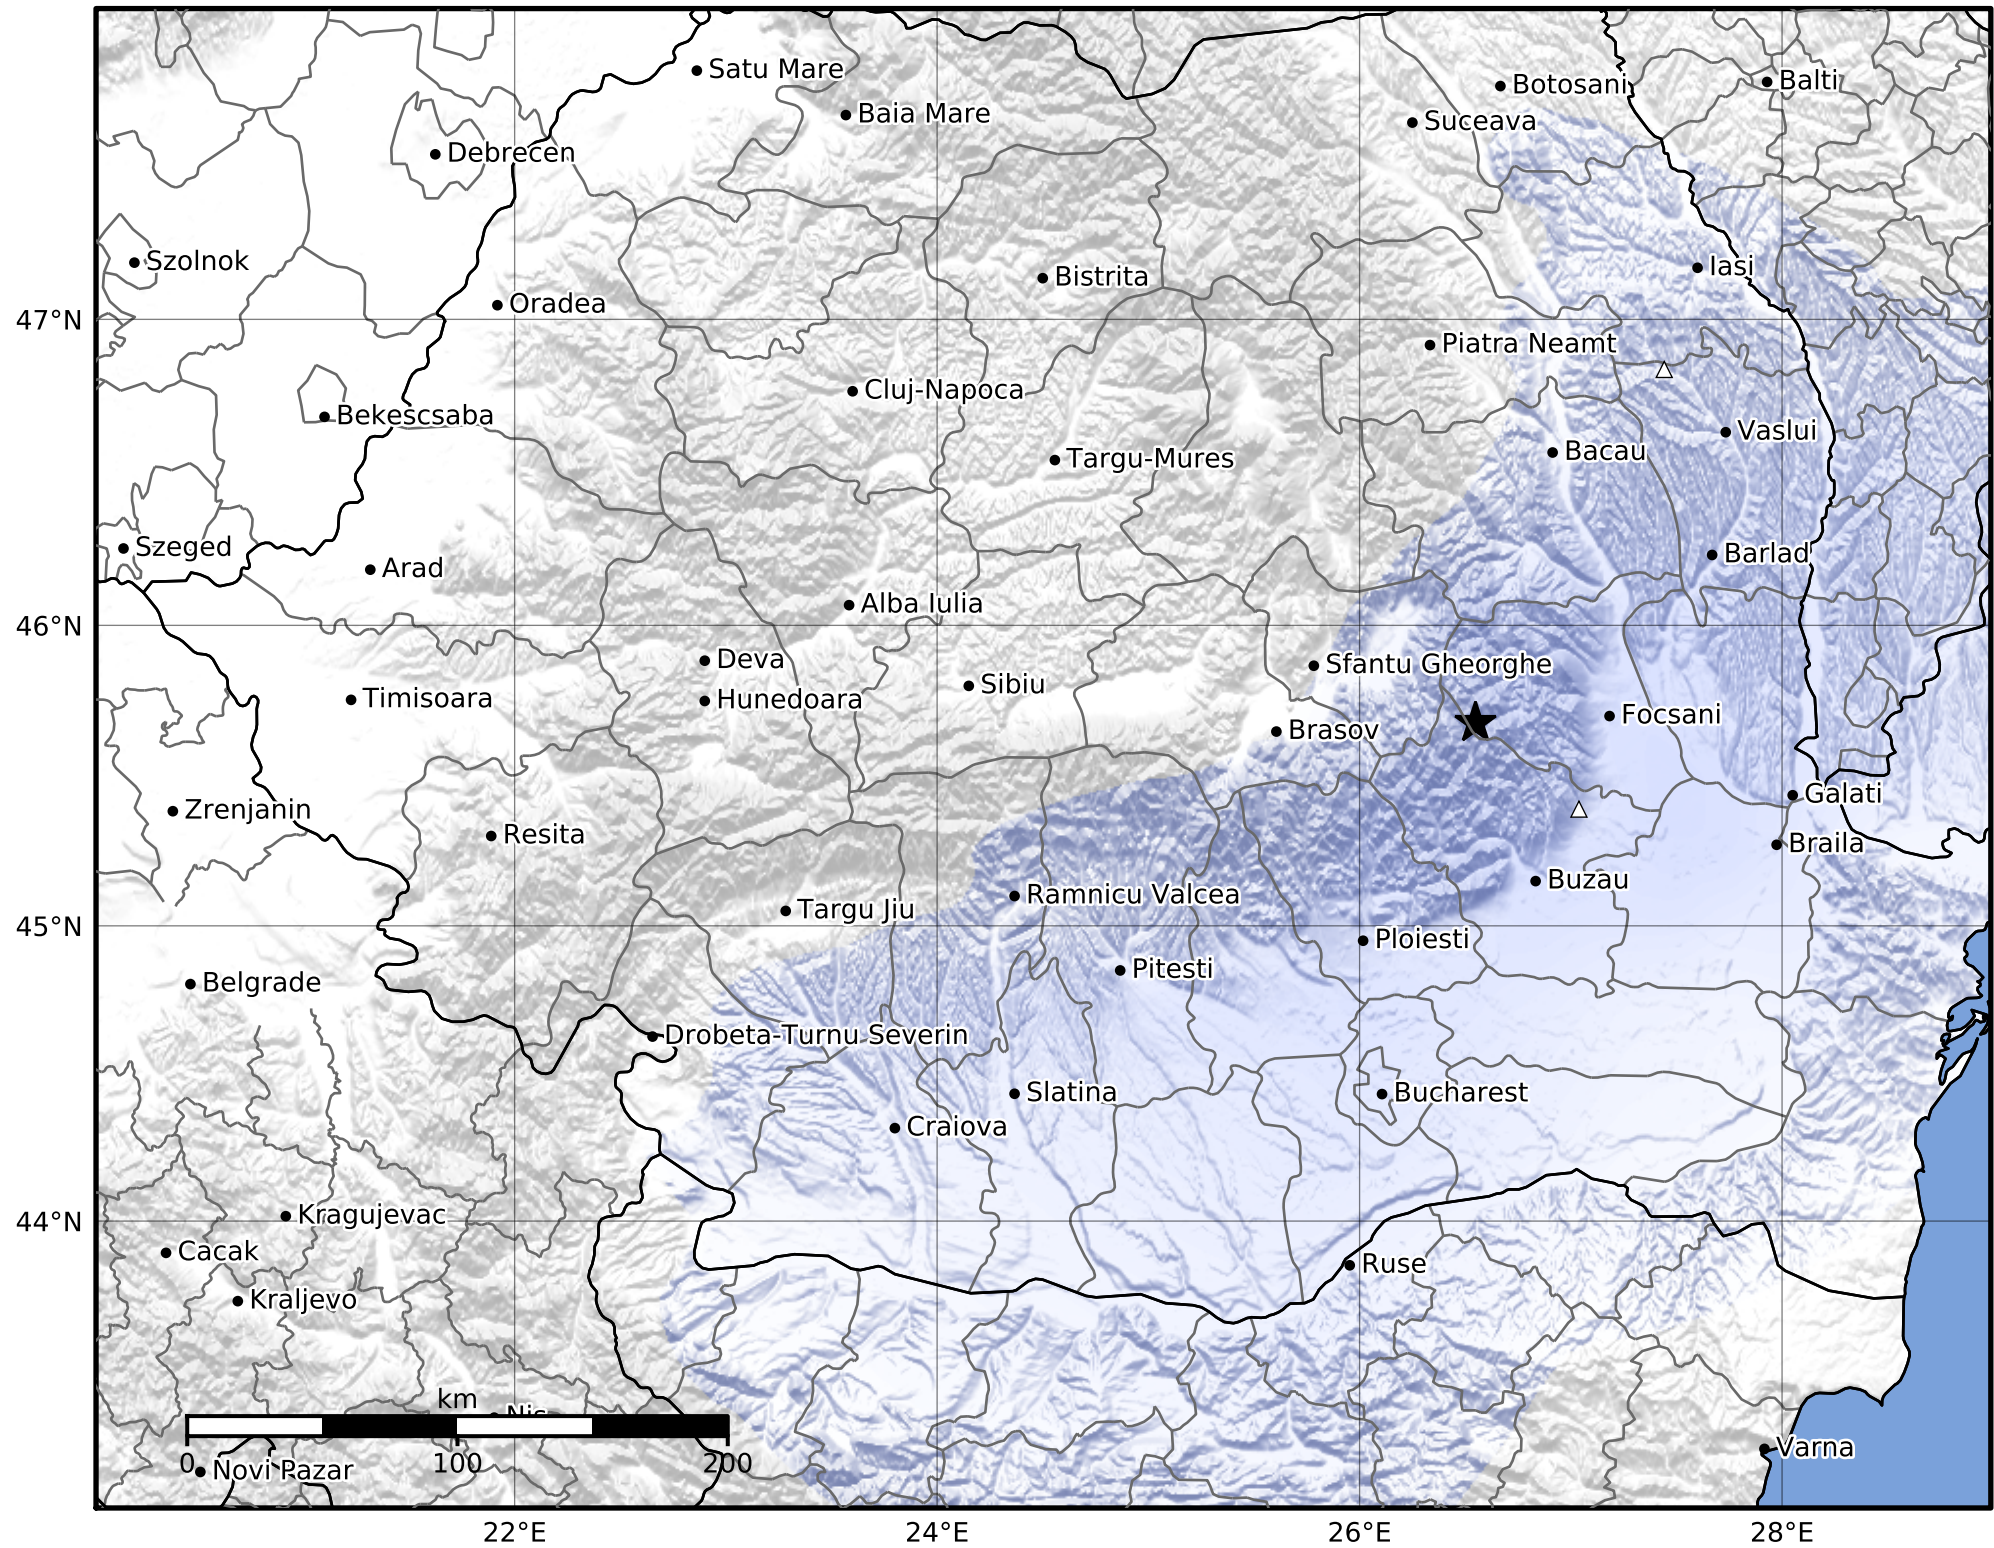 Satu Mare
Botosani
Balti
Baia Mare
Suceava
Debrecen
Szolnok
Iasi
Bistrita
Oradea
47°N
Piatra Neamt
Cluj-Napoca
Bekescsaba
Vaslui
Bacau
Targu-Mures
Szeged
Barlad
Arad
Alba Iulia
46°N
Deva
Sfantu Gheorghe
Sibiu
Timisoara
Hunedoara
Focsani
Brasov
Galati
Zrenjanin
Resita
Braila
Buzau
Ramnicu Valcea
Targu Jiu
45°N
Ploiesti
Pitesti
Belgrade
Drobeta-Turnu Severin
Slatina
Bucharest
Craiova
Kragujevac
44°N
Cacak
Ruse
Kraljevo
km
Nis
Varna
0 100 200
Novi Pazar
22°E 24°E 26°E 28°E